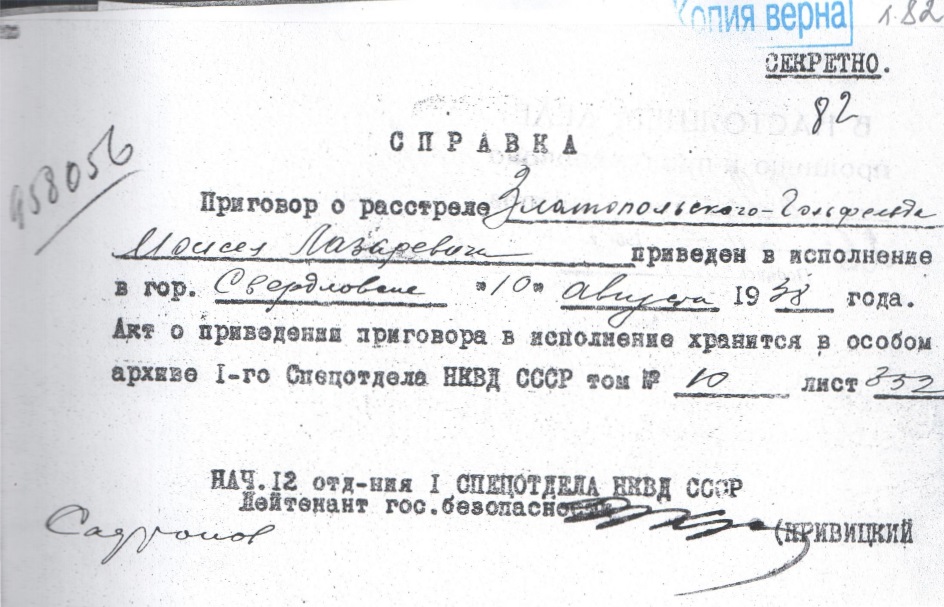 Копия верна л.82
СЕКРЕТНО.
82
СПРАВКА
958056
Приговор о расстреле Златопольского-Гольфельда
Моисея Лазаревича приведен в исполнение
в гор. Свердловске "10" августа 1938 года.
Акт о приведении приговора в исполнение хранится в особом
архиве I-го Спецотдела НКВД СССР том № 10 лист 352
НАЧ.12 отд-ния I СПЕЦОТДЕЛА НКВД СССР
Лейтенант гос.безопасности
(КРИВИЦКИЙ